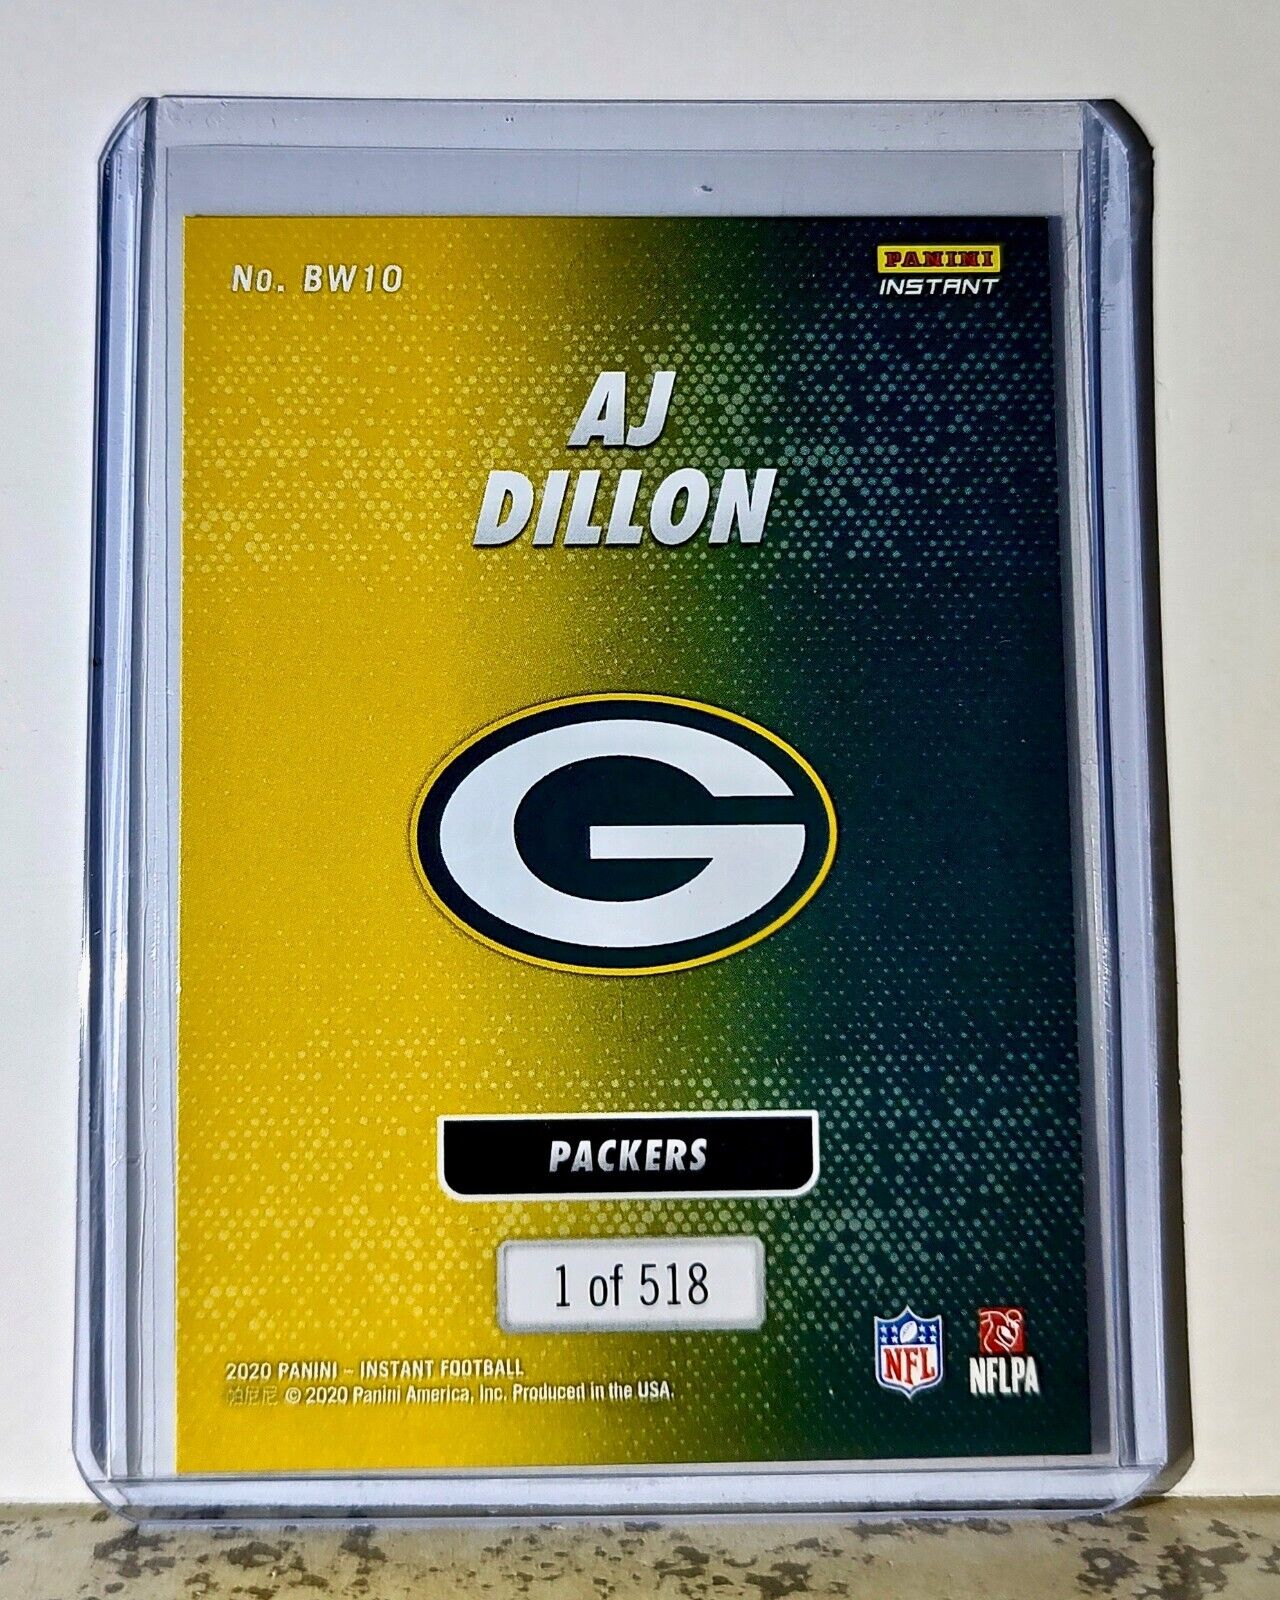 No. BW10
PANINI
INSTANT
AJ
DILLON
G
PACKERS
1 of 518
NFL
NFLPA
2020 PANINI - INSTANT FOOTBALL
帕尼尼 © 2020 Panini America, Inc. Produced in the USA.